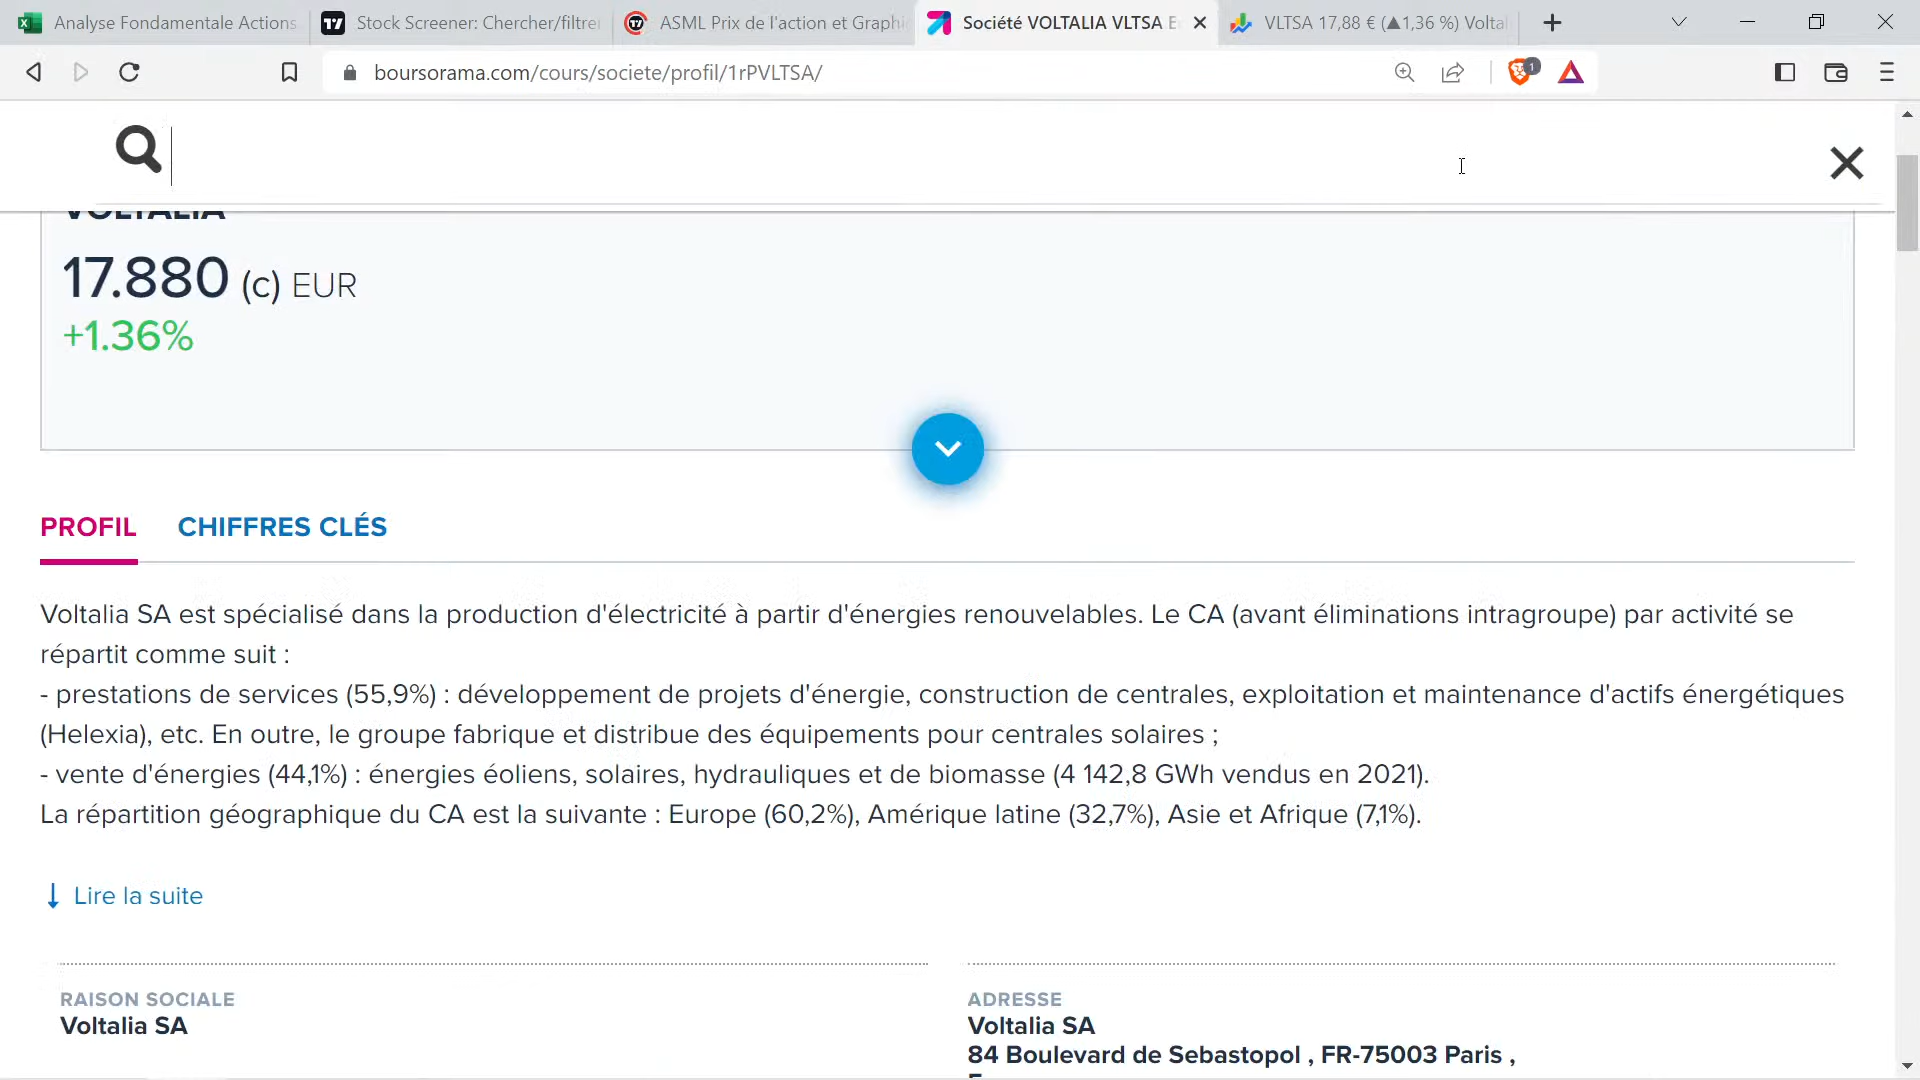 Analyse Fondamentale Actions
Stock Screener: Chercher/filtrer
ASML Prix de l'action et Graphi
Société VOLTALIA VLTSA E
VLTSA 17,88 € (▲1,36 %) Volta
boursorama.com/cours/societe/profil/1rPVLTSA/
1
VOLTALIA
17.880 (c) EUR
+1.36%
PROFIL CHIFFRES CLÉS
Voltalia SA est spécialisé dans la production d'électricité à partir d'énergies renouvelables. Le CA (avant éliminations intragroupe) par activité se
répartit comme suit :
- prestations de services (55,9%) : développement de projets d'énergie, construction de centrales, exploitation et maintenance d'actifs énergétiques
(Helexia), etc. En outre, le groupe fabrique et distribue des équipements pour centrales solaires ;
- vente d'énergies (44,1%) : énergies éoliens, solaires, hydrauliques et de biomasse (4 142,8 GWh vendus en 2021).
La répartition géographique du CA est la suivante : Europe (60,2%), Amérique latine (32,7%), Asie et Afrique (7,1%).
Lire la suite
RAISON SOCIALE
Voltalia SA
ADRESSE
Voltalia SA
84 Boulevard de Sebastopol , FR-75003 Paris ,